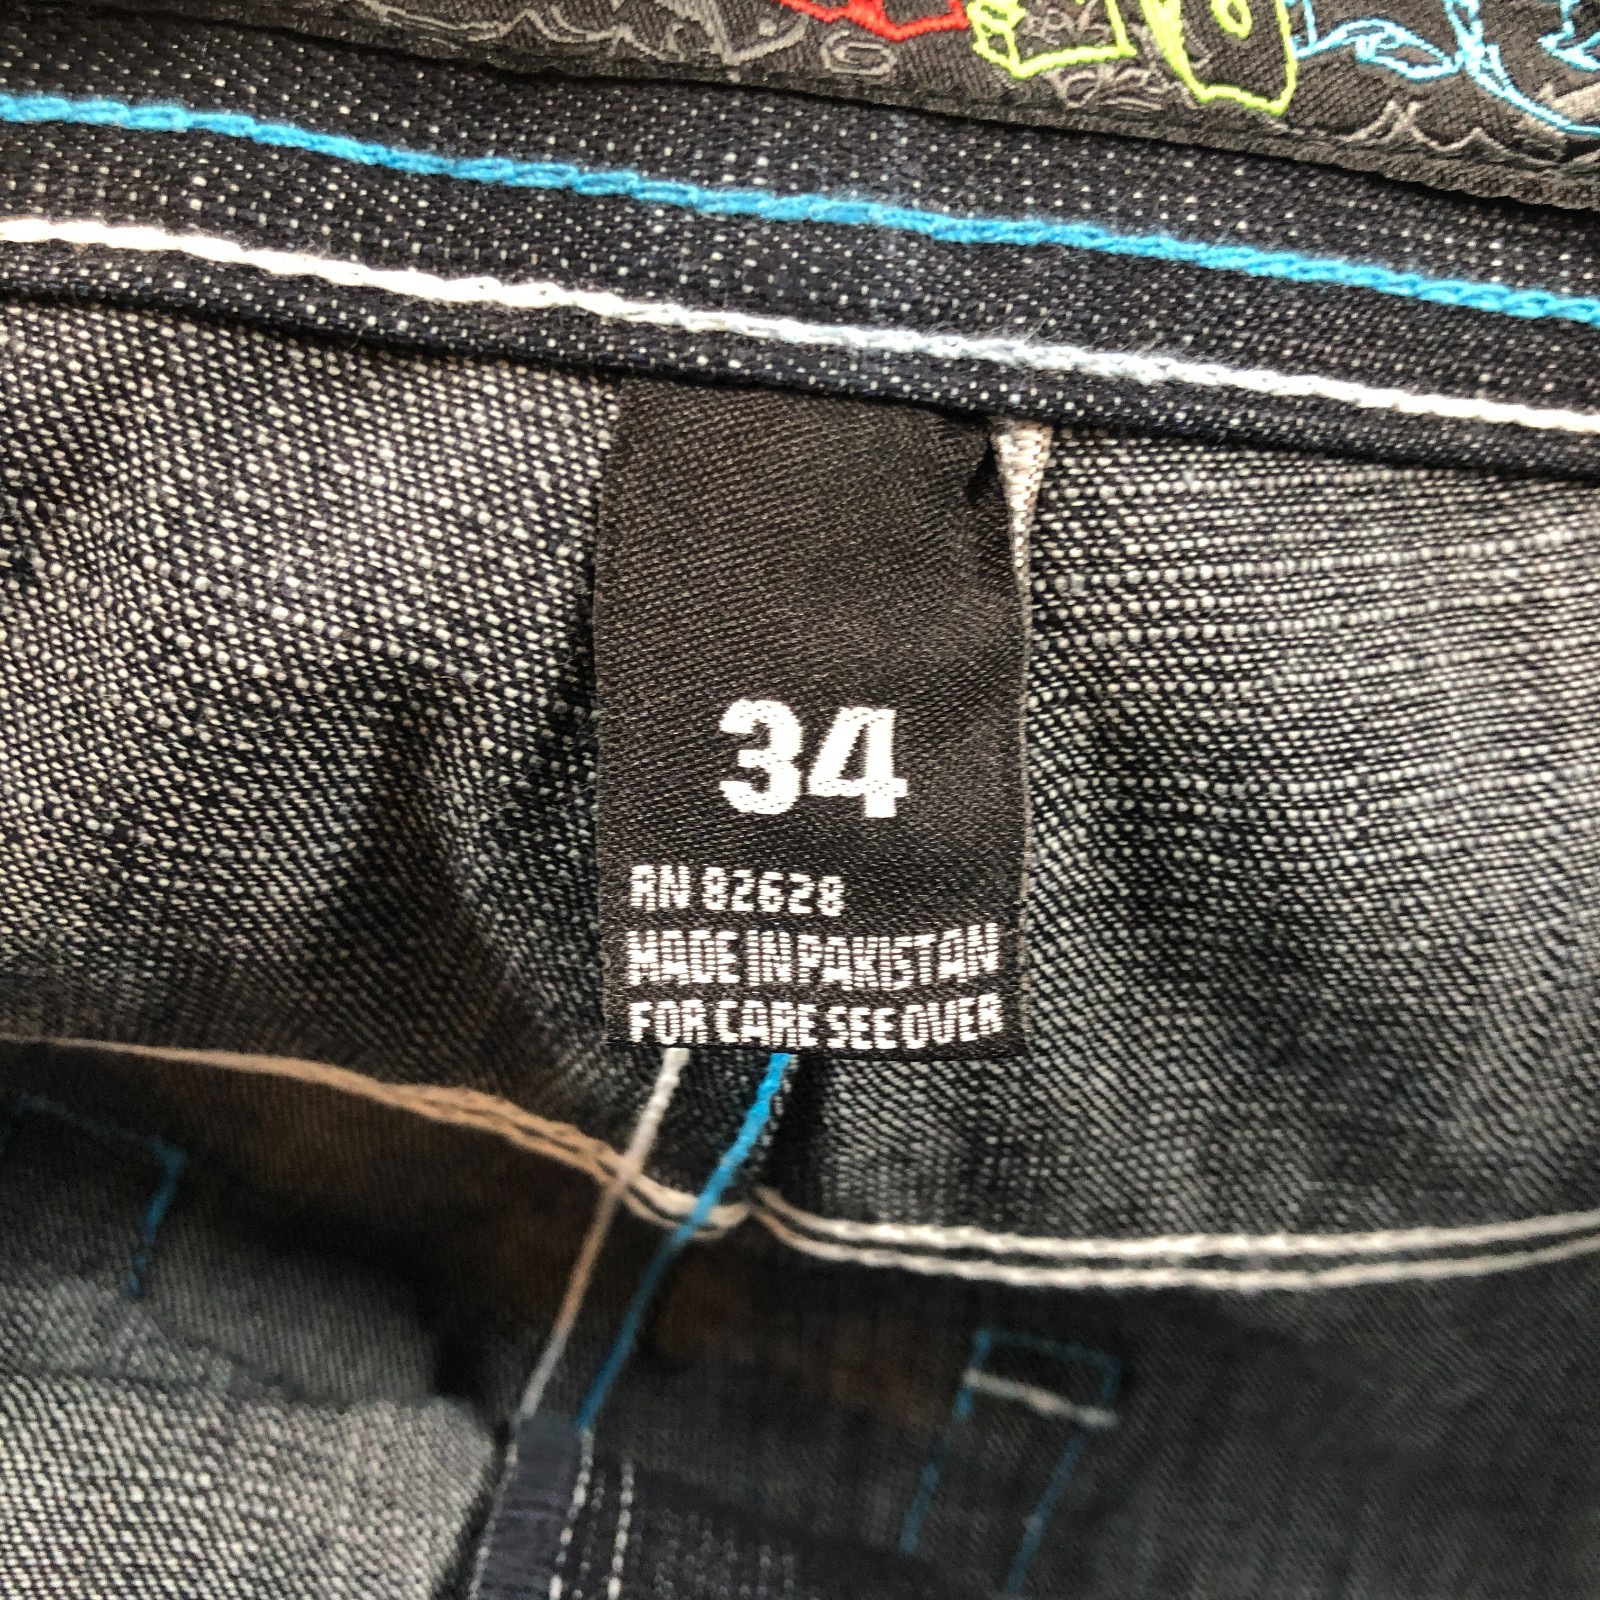 34
RN 82628
MADE IN PAKISTAN
FOR CARE SEE OVER